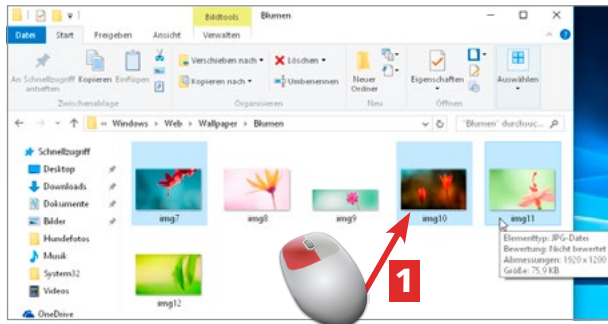 Bildtools Blumen
Datei Start Freigeben Ansicht Verwalten
An Schnellzugriff anheften
Kopieren
Einfügen
Verschieben nach
Kopieren nach
Löschen
Umbenennen
Neuer Ordner
Eigenschaften
Auswählen
Zwischenablage Organisieren Neu Öffnen
« Windows > Web > Wallpaper > Blumen
"Blumen" durchsuc...
Schnellzugriff
Desktop
Downloads
Dokumente
Bilder
Hundefotos
Musik
System32
Videos
OneDrive
img7 img8 img9 img10 img11
img12
Elementtyp: JPG-Datei
Bewertung: Nicht bewertet
Abmessungen: 1920 x 1200
Größe: 75,9 KB
1